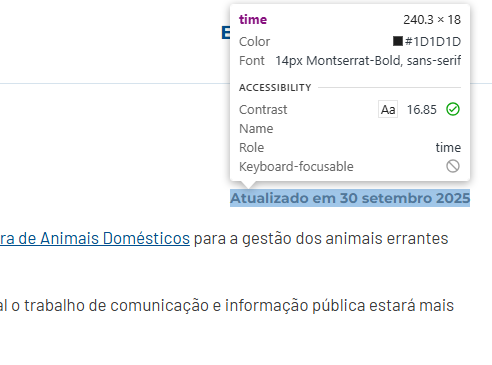 time 240.3 × 18
Color #1D1D1D
Font 14px Montserrat-Bold, sans-serif
ACCESSIBILITY
Contrast Aa 16.85
Name
Role time
Keyboard-focusable
Atualizado em 30 setembro 2025
ra de Animais Domésticos para a gestão dos animais errantes
al o trabalho de comunicação e informação pública estará mais